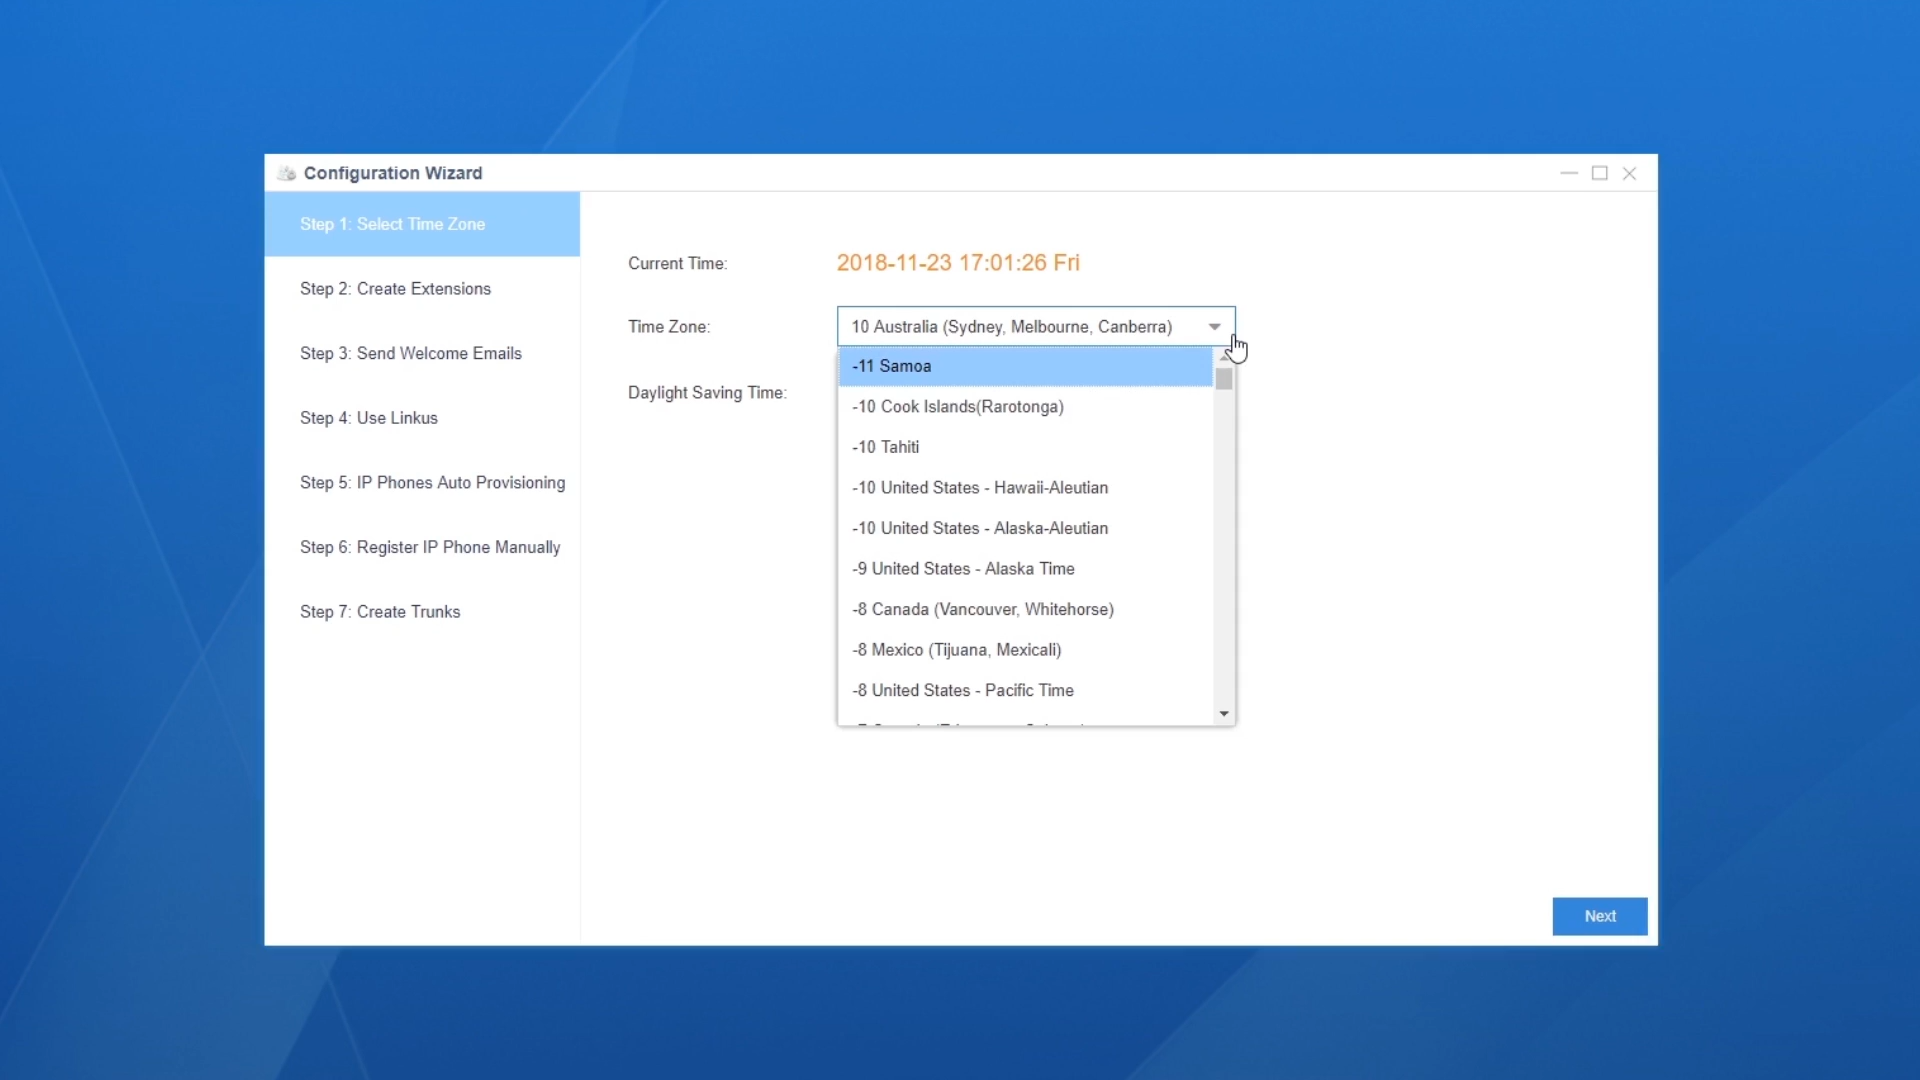 Configuration Wizard
Step 1: Select Time Zone
Step 2: Create Extensions
Step 3: Send Welcome Emails
Step 4: Use Linkus
Step 5: IP Phones Auto Provisioning
Step 6: Register IP Phone Manually
Step 7: Create Trunks
Current Time: 2018-11-23 17:01:26 Fri
Time Zone: 10 Australia (Sydney, Melbourne, Canberra)
Daylight Saving Time:
-11 Samoa
-10 Cook Islands(Rarotonga)
-10 Tahiti
-10 United States - Hawaii-Aleutian
-10 United States - Alaska-Aleutian
-9 United States - Alaska Time
-8 Canada (Vancouver, Whitehorse)
-8 Mexico (Tijuana, Mexicali)
-8 United States - Pacific Time
Next